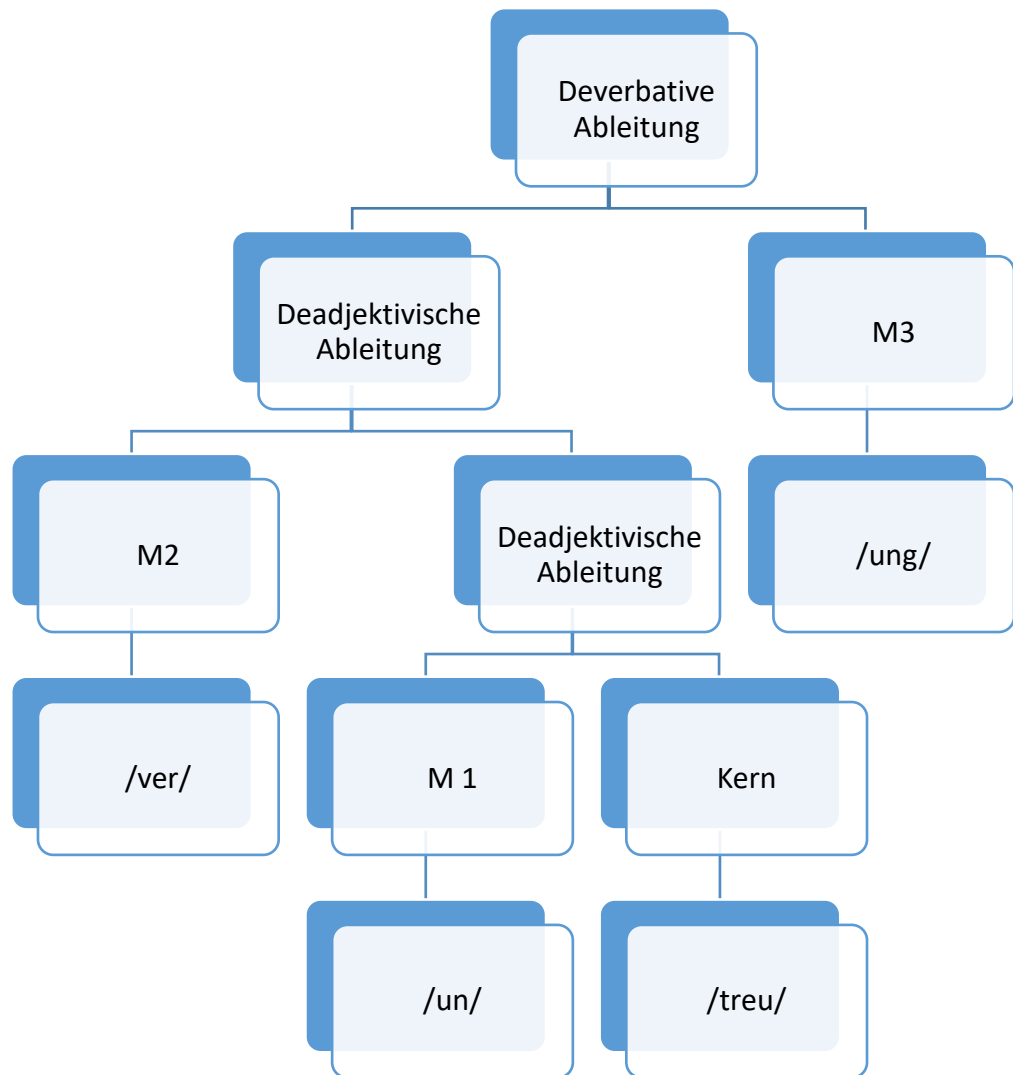 Deverbative
Ableitung
Deadjektivische
Ableitung
M3
M2
Deadjektivische
Ableitung
/ung/
/ver/
M 1
Kern
/un/
/treu/